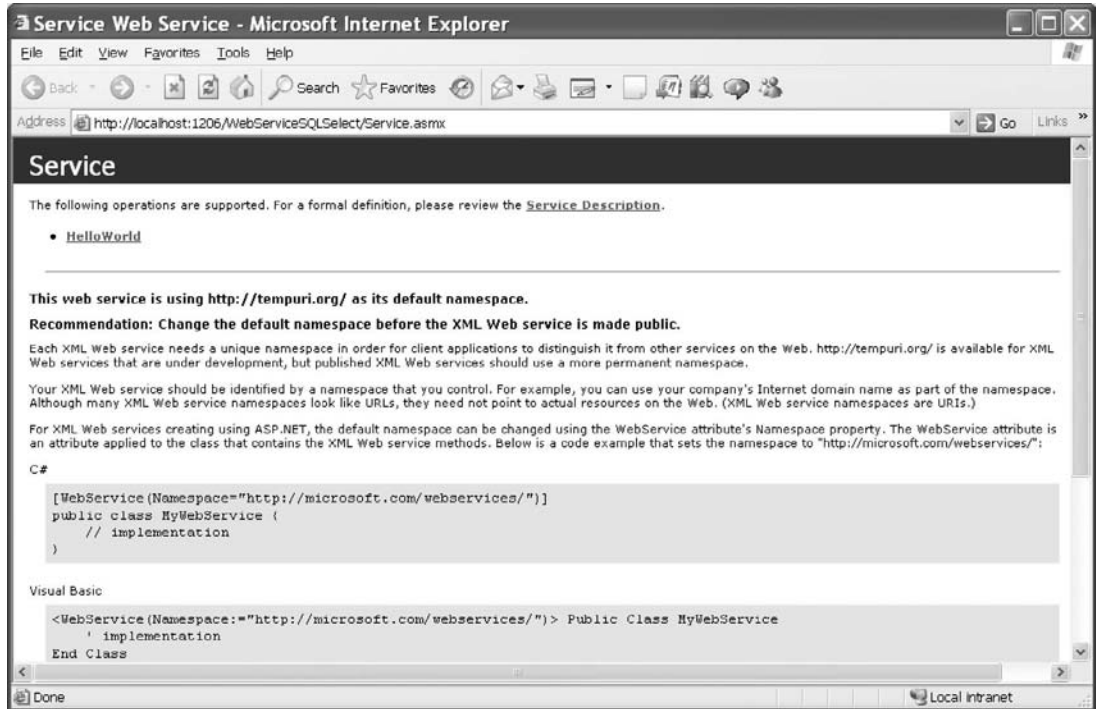 Service Web Service - Microsoft Internet Explorer
File Edit View Favorites Tools Help
Back Search Favorites
Address http://localhost:1206/WebServiceSQLSelect/Service.asmx Go Links »
Service
The following operations are supported. For a formal definition, please review the Service Description.
• HelloWorld
This web service is using http://tempuri.org/ as its default namespace.
Recommendation: Change the default namespace before the XML Web service is made public.
Each XML Web service needs a unique namespace in order for client applications to distinguish it from other services on the Web. http://tempuri.org/ is available for XML
Web services that are under development, but published XML Web services should use a more permanent namespace.
Your XML Web service should be identified by a namespace that you control. For example, you can use your company's Internet domain name as part of the namespace.
Although many XML Web service namespaces look like URLs, they need not point to actual resources on the Web. (XML Web service namespaces are URIs.)
For XML Web services creating using ASP.NET, the default namespace can be changed using the WebService attribute's Namespace property. The WebService attribute is
an attribute applied to the class that contains the XML Web service methods. Below is a code example that sets the namespace to "http://microsoft.com/webservices/":
C#
[WebService(Namespace="http://microsoft.com/webservices/")]
public class MyWebService {
// implementation
}
Visual Basic
<WebService(Namespace:="http://microsoft.com/webservices/")> Public Class MyWebService
' implementation
End Class
Done Local intranet